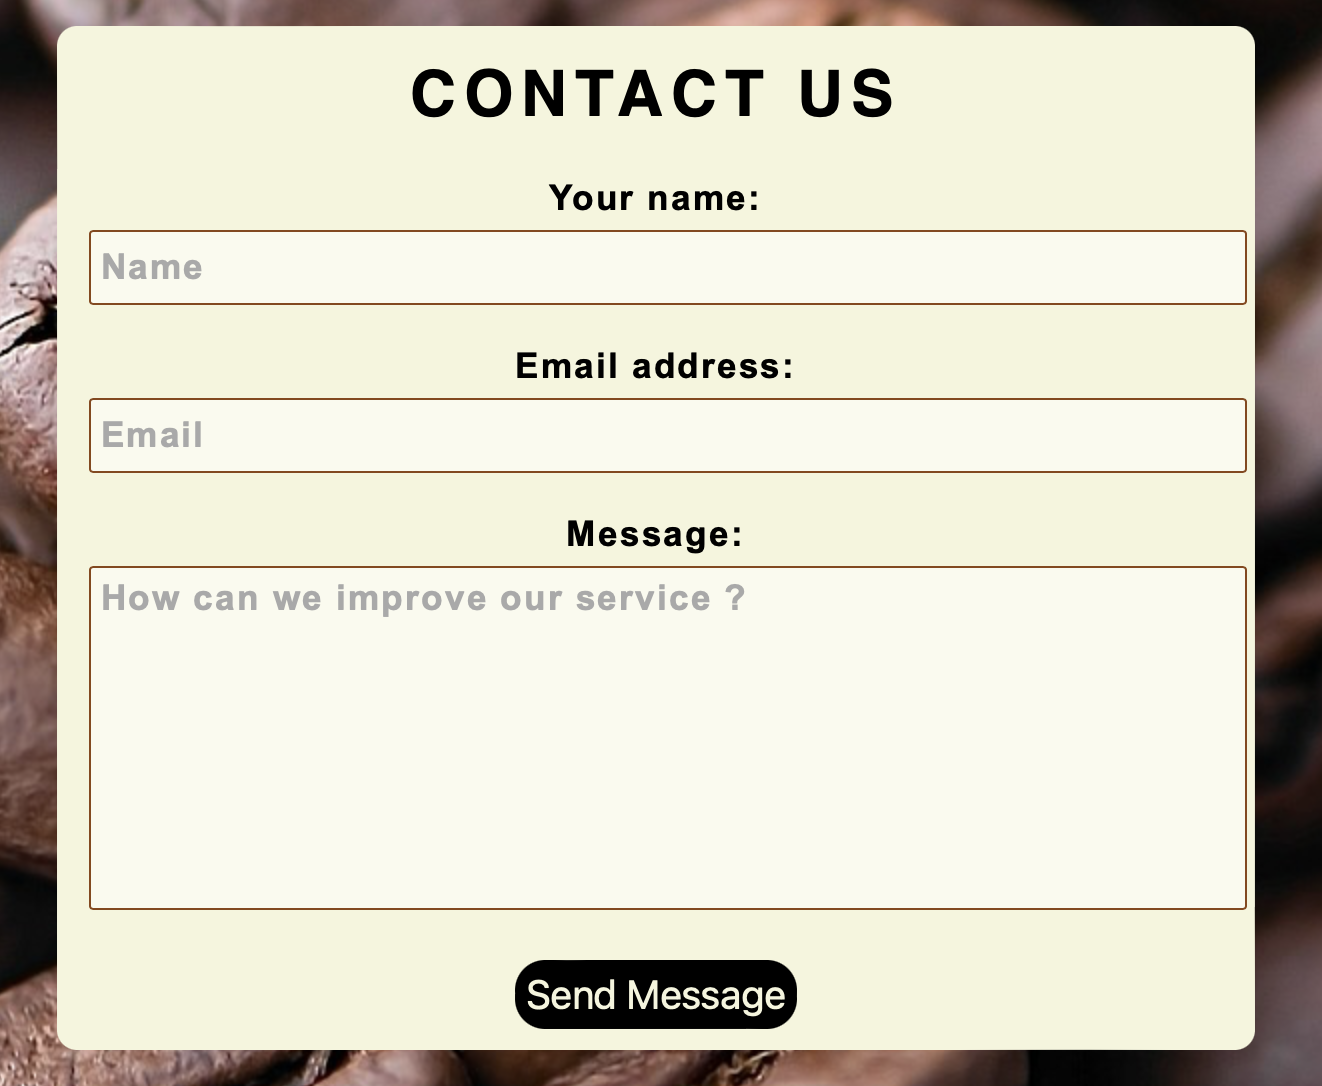 CONTACT US
Your name:
Name
Email address:
Email
Message:
How can we improve our service ?
Send Message